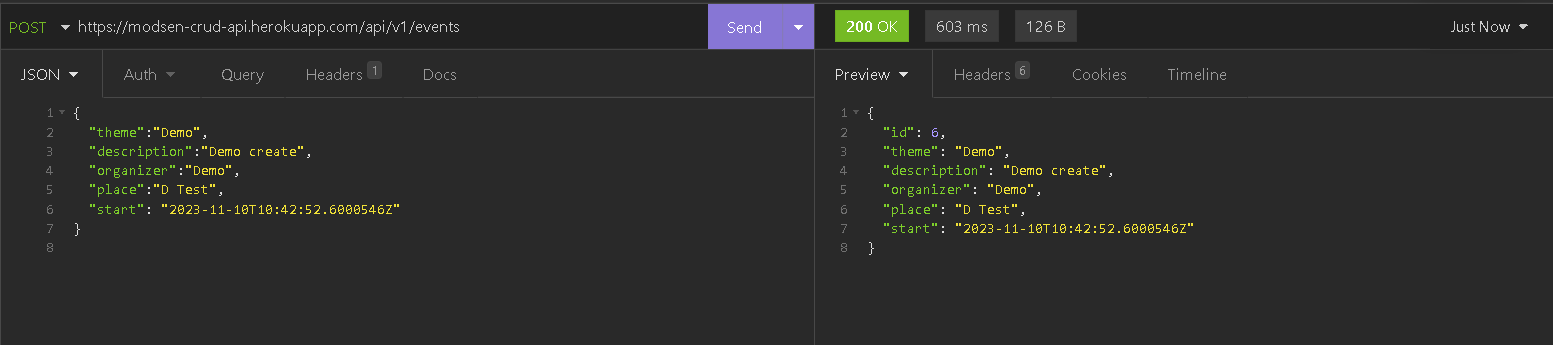 POST https://modsen-crud-api.herokuapp.com/api/v1/events Send 200 OK 603 ms 126 B Just Now
JSON Auth Query Headers 1 Docs Preview Headers 6 Cookies Timeline
1 {
2 "theme":"Demo",
3 "description":"Demo create",
4 "organizer":"Demo",
5 "place":"D Test",
6 "start": "2023-11-10T10:42:52.6000546Z"
7 }
8
1 {
2 "id": 6,
3 "theme": "Demo",
4 "description": "Demo create",
5 "organizer": "Demo",
6 "place": "D Test",
7 "start": "2023-11-10T10:42:52.6000546Z"
8 }